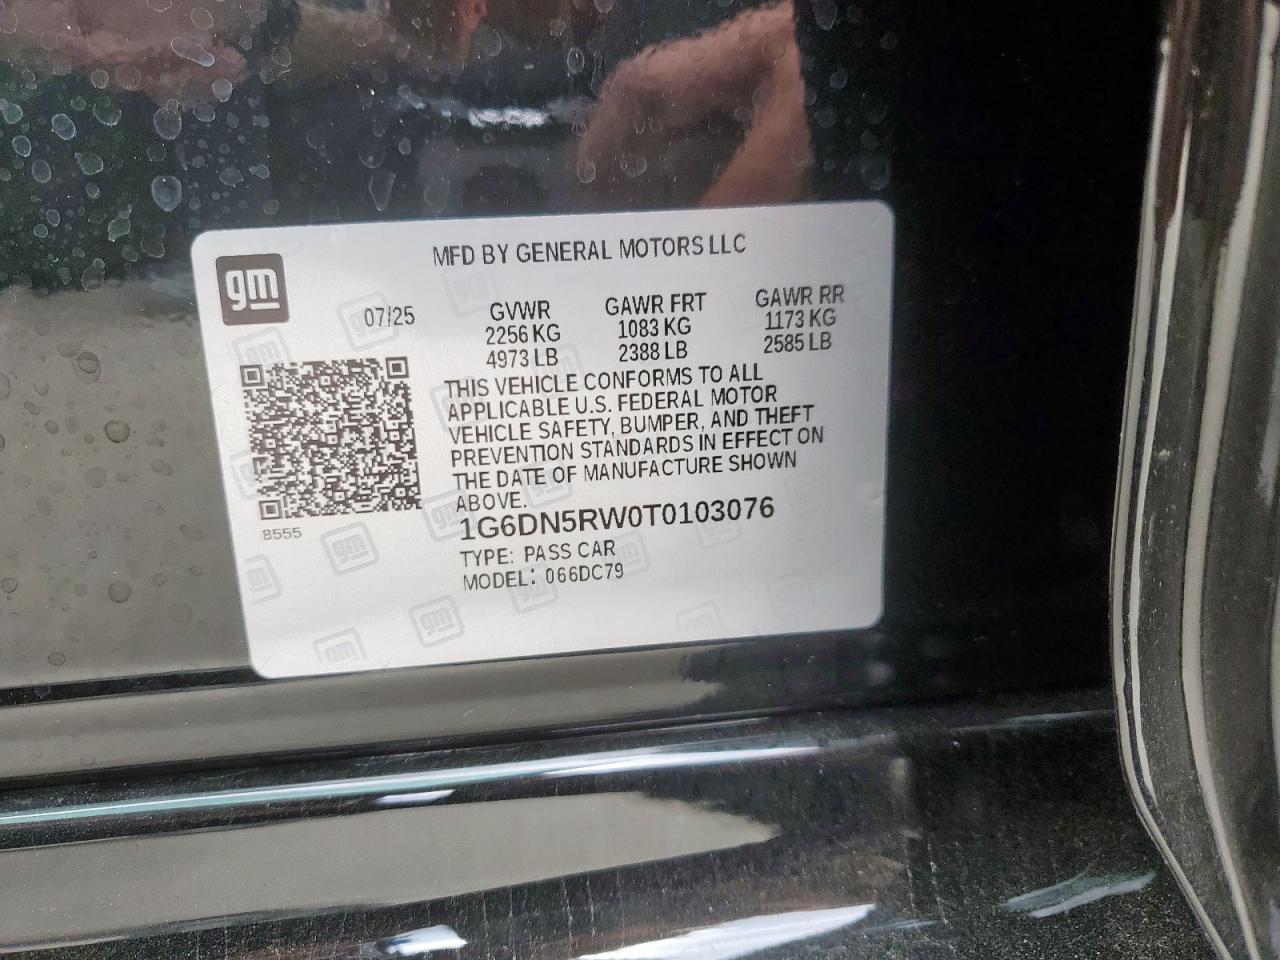 MFD BY GENERAL MOTORS LLC
gm
07/25
GVWR
2256 KG
4973 LB
GAWR FRT
1083 KG
2388 LB
GAWR RR
1173 KG
2585 LB
THIS VEHICLE CONFORMS TO ALL
APPLICABLE U.S. FEDERAL MOTOR
VEHICLE SAFETY, BUMPER, AND THEFT
PREVENTION STANDARDS IN EFFECT ON
THE DATE OF MANUFACTURE SHOWN
ABOVE.
8555
1G6DN5RW0T0103076
TYPE: PASS CAR
MODEL: 066DC79